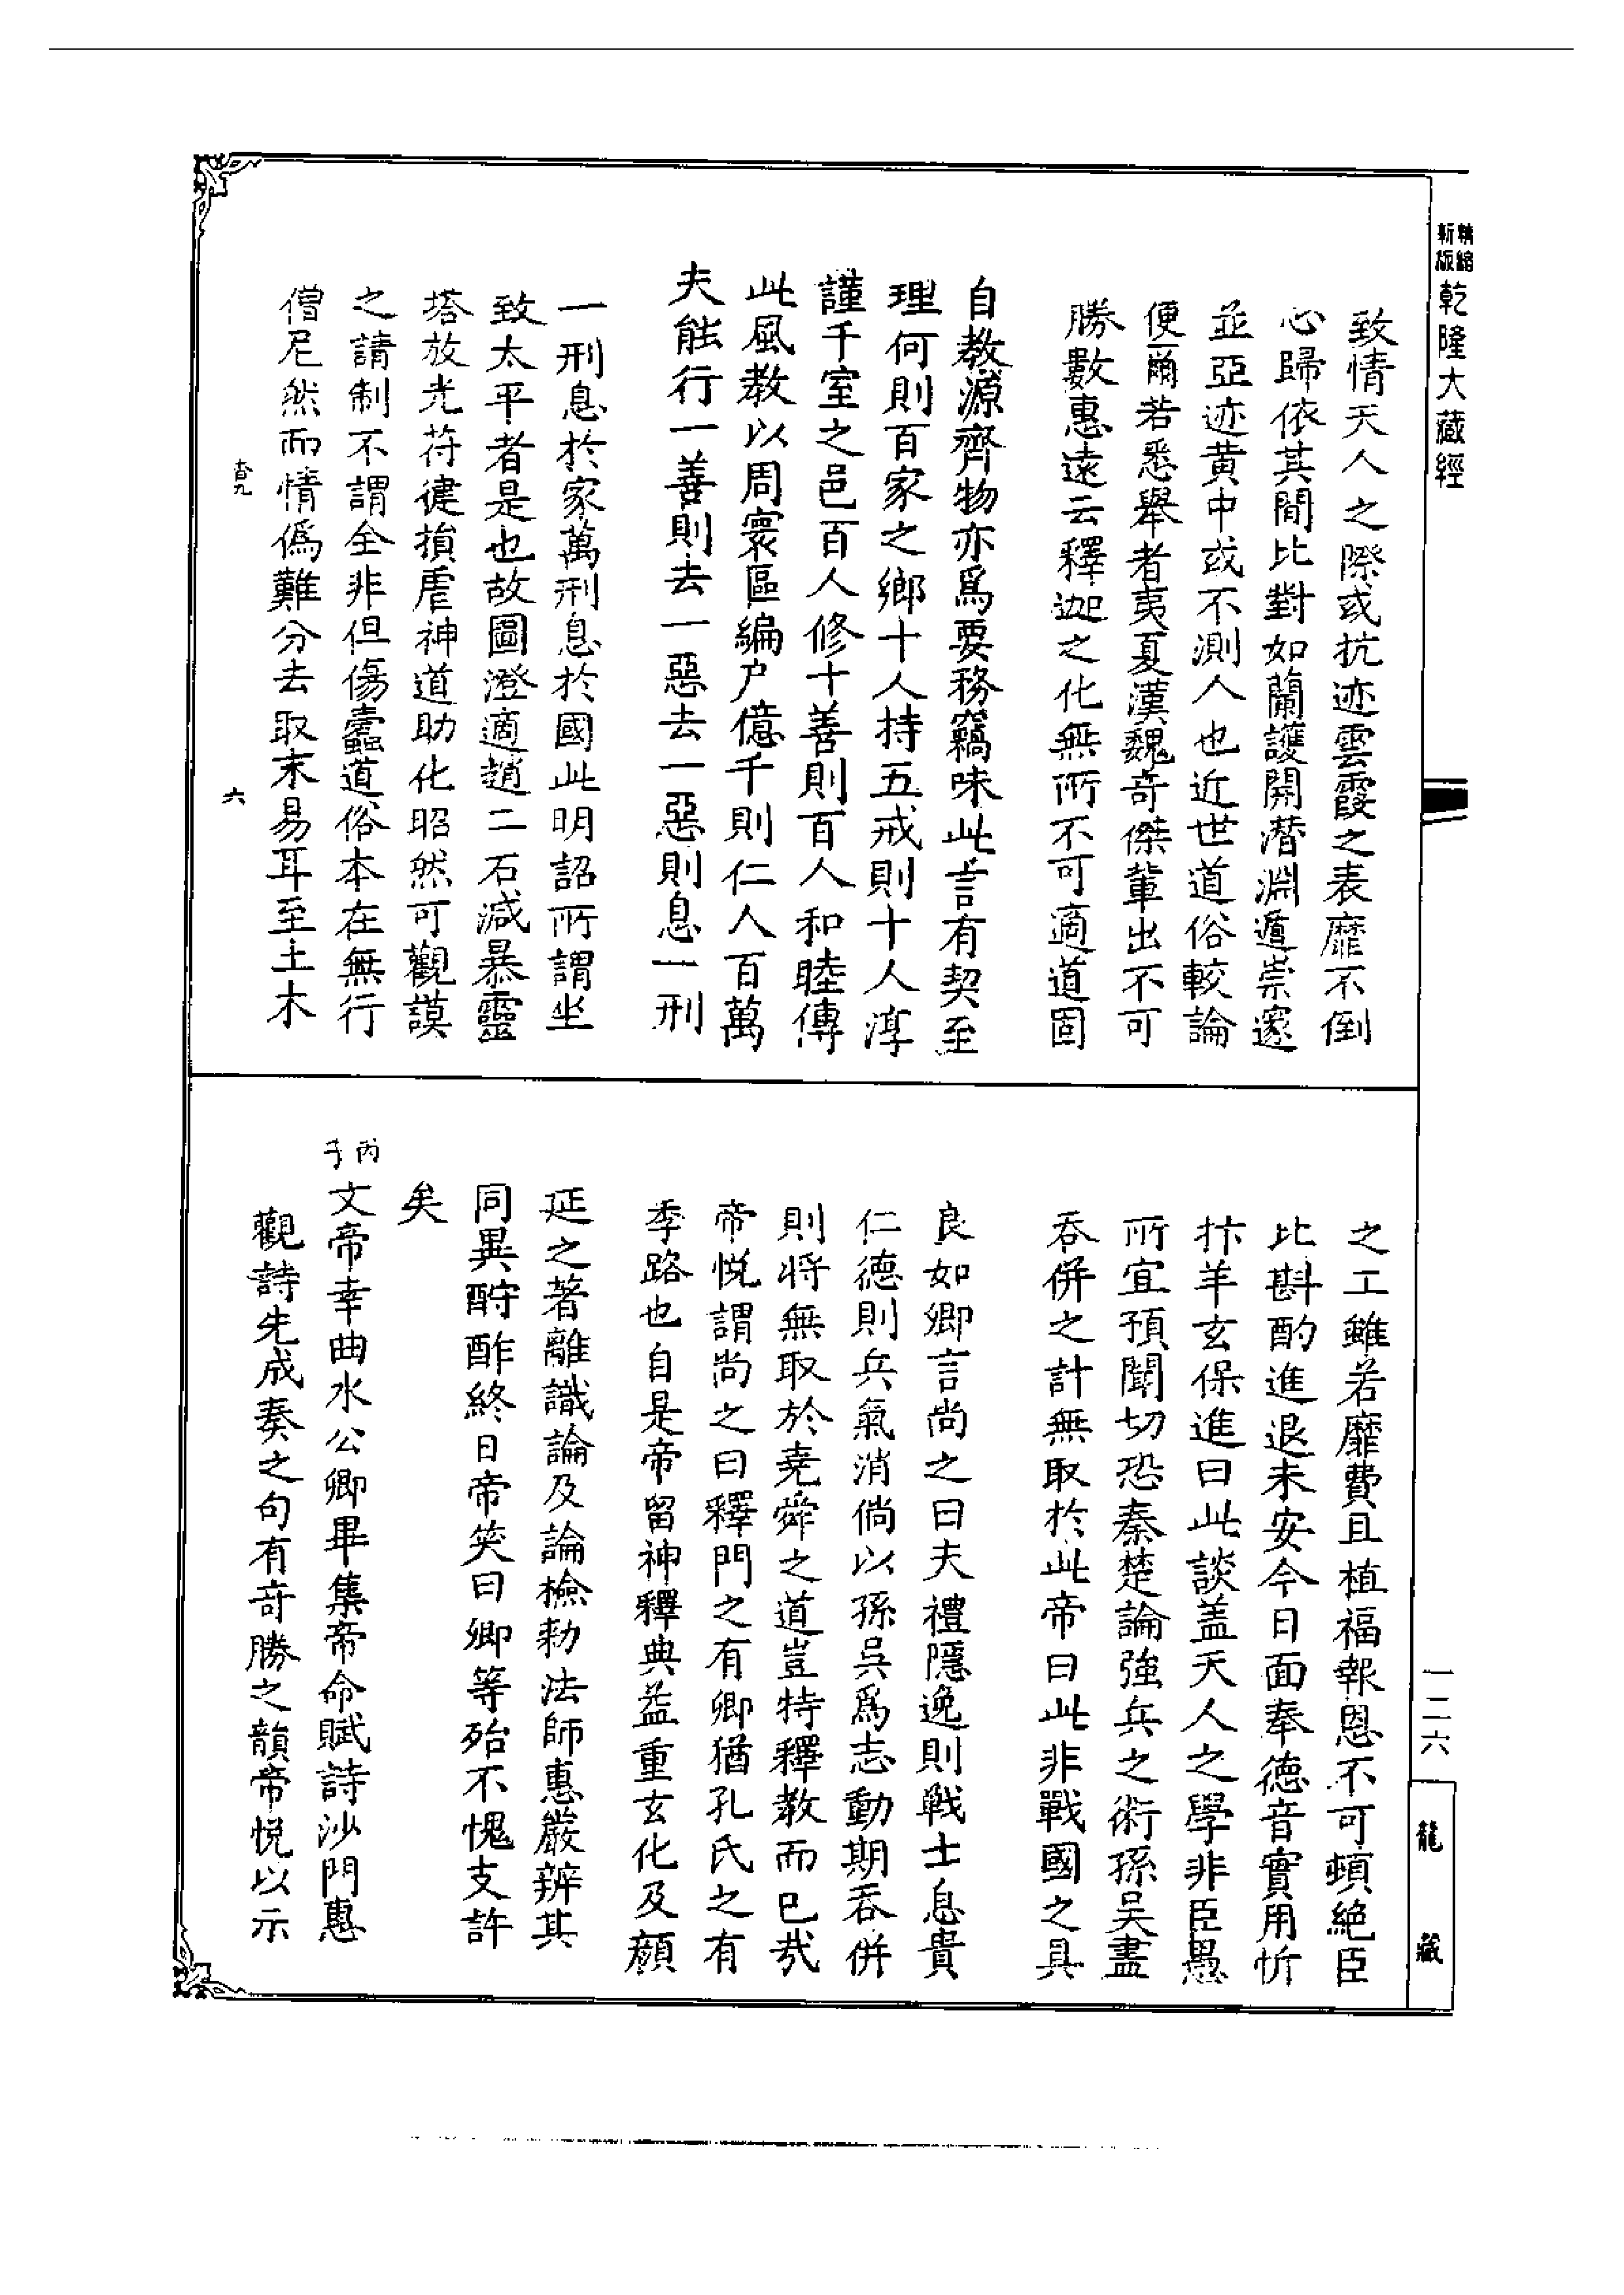 精縮新版乾隆大藏經
致情天人之際或抗迹雲霞之表靡不倒
心歸依其間比對如蘭護開潛淵遁崇邃
並亞迹黄中或不測人也近世道俗較論
便爾若悉舉者夷夏漢魏奇傑輩出不可
勝數惠遠云釋迦之化無所不可適道固
自教源齊物亦爲要務竊味此言有契至
理何則百家之鄉十人持五戒則十人淳
謹千室之邑百人修十善則百人和睦傳
此風教以周寰區編户億千則仁人百萬
夫能行一善則去一惡去一惡則息一刑
一刑息於家萬刑息於國此明詔所謂坐
致太平者是也故圖澄適趙二石減暴靈
塔放光苻健損虐神道助化昭然可觀謨
之請制不謂全非但傷蠹道俗本在無行
僧尼然而情僞難分去取未易耳至土木
六
之工雖若靡費且植福報恩不可頓絶臣
比斟酌進退未安今日面奉德音實用忻
抃羊玄保進曰此談盖天人之學非臣愚
所宜預聞切恐秦楚論強兵之術孫吳盡
吞併之計無取於此帝曰此非戰國之具
良如卿言尚之曰夫禮隱逸則戰士息貴
仁德則兵氣消倘以孫吳爲志動期吞併
則將無取於堯舜之道豈特釋教而已哉
帝悦謂尚之曰釋門之有卿猶孔氏之有
季路也自是帝留神釋典益重玄化及顔
延之著離識論及論檢勑法師惠嚴辨其
同異酧酢終日帝笑曰卿等殆不愧支許
矣
丙子文帝幸曲水公卿畢集帝命賦詩沙門惠
觀詩先成奏之句有奇勝之韻帝悦以示
一二六
龍藏